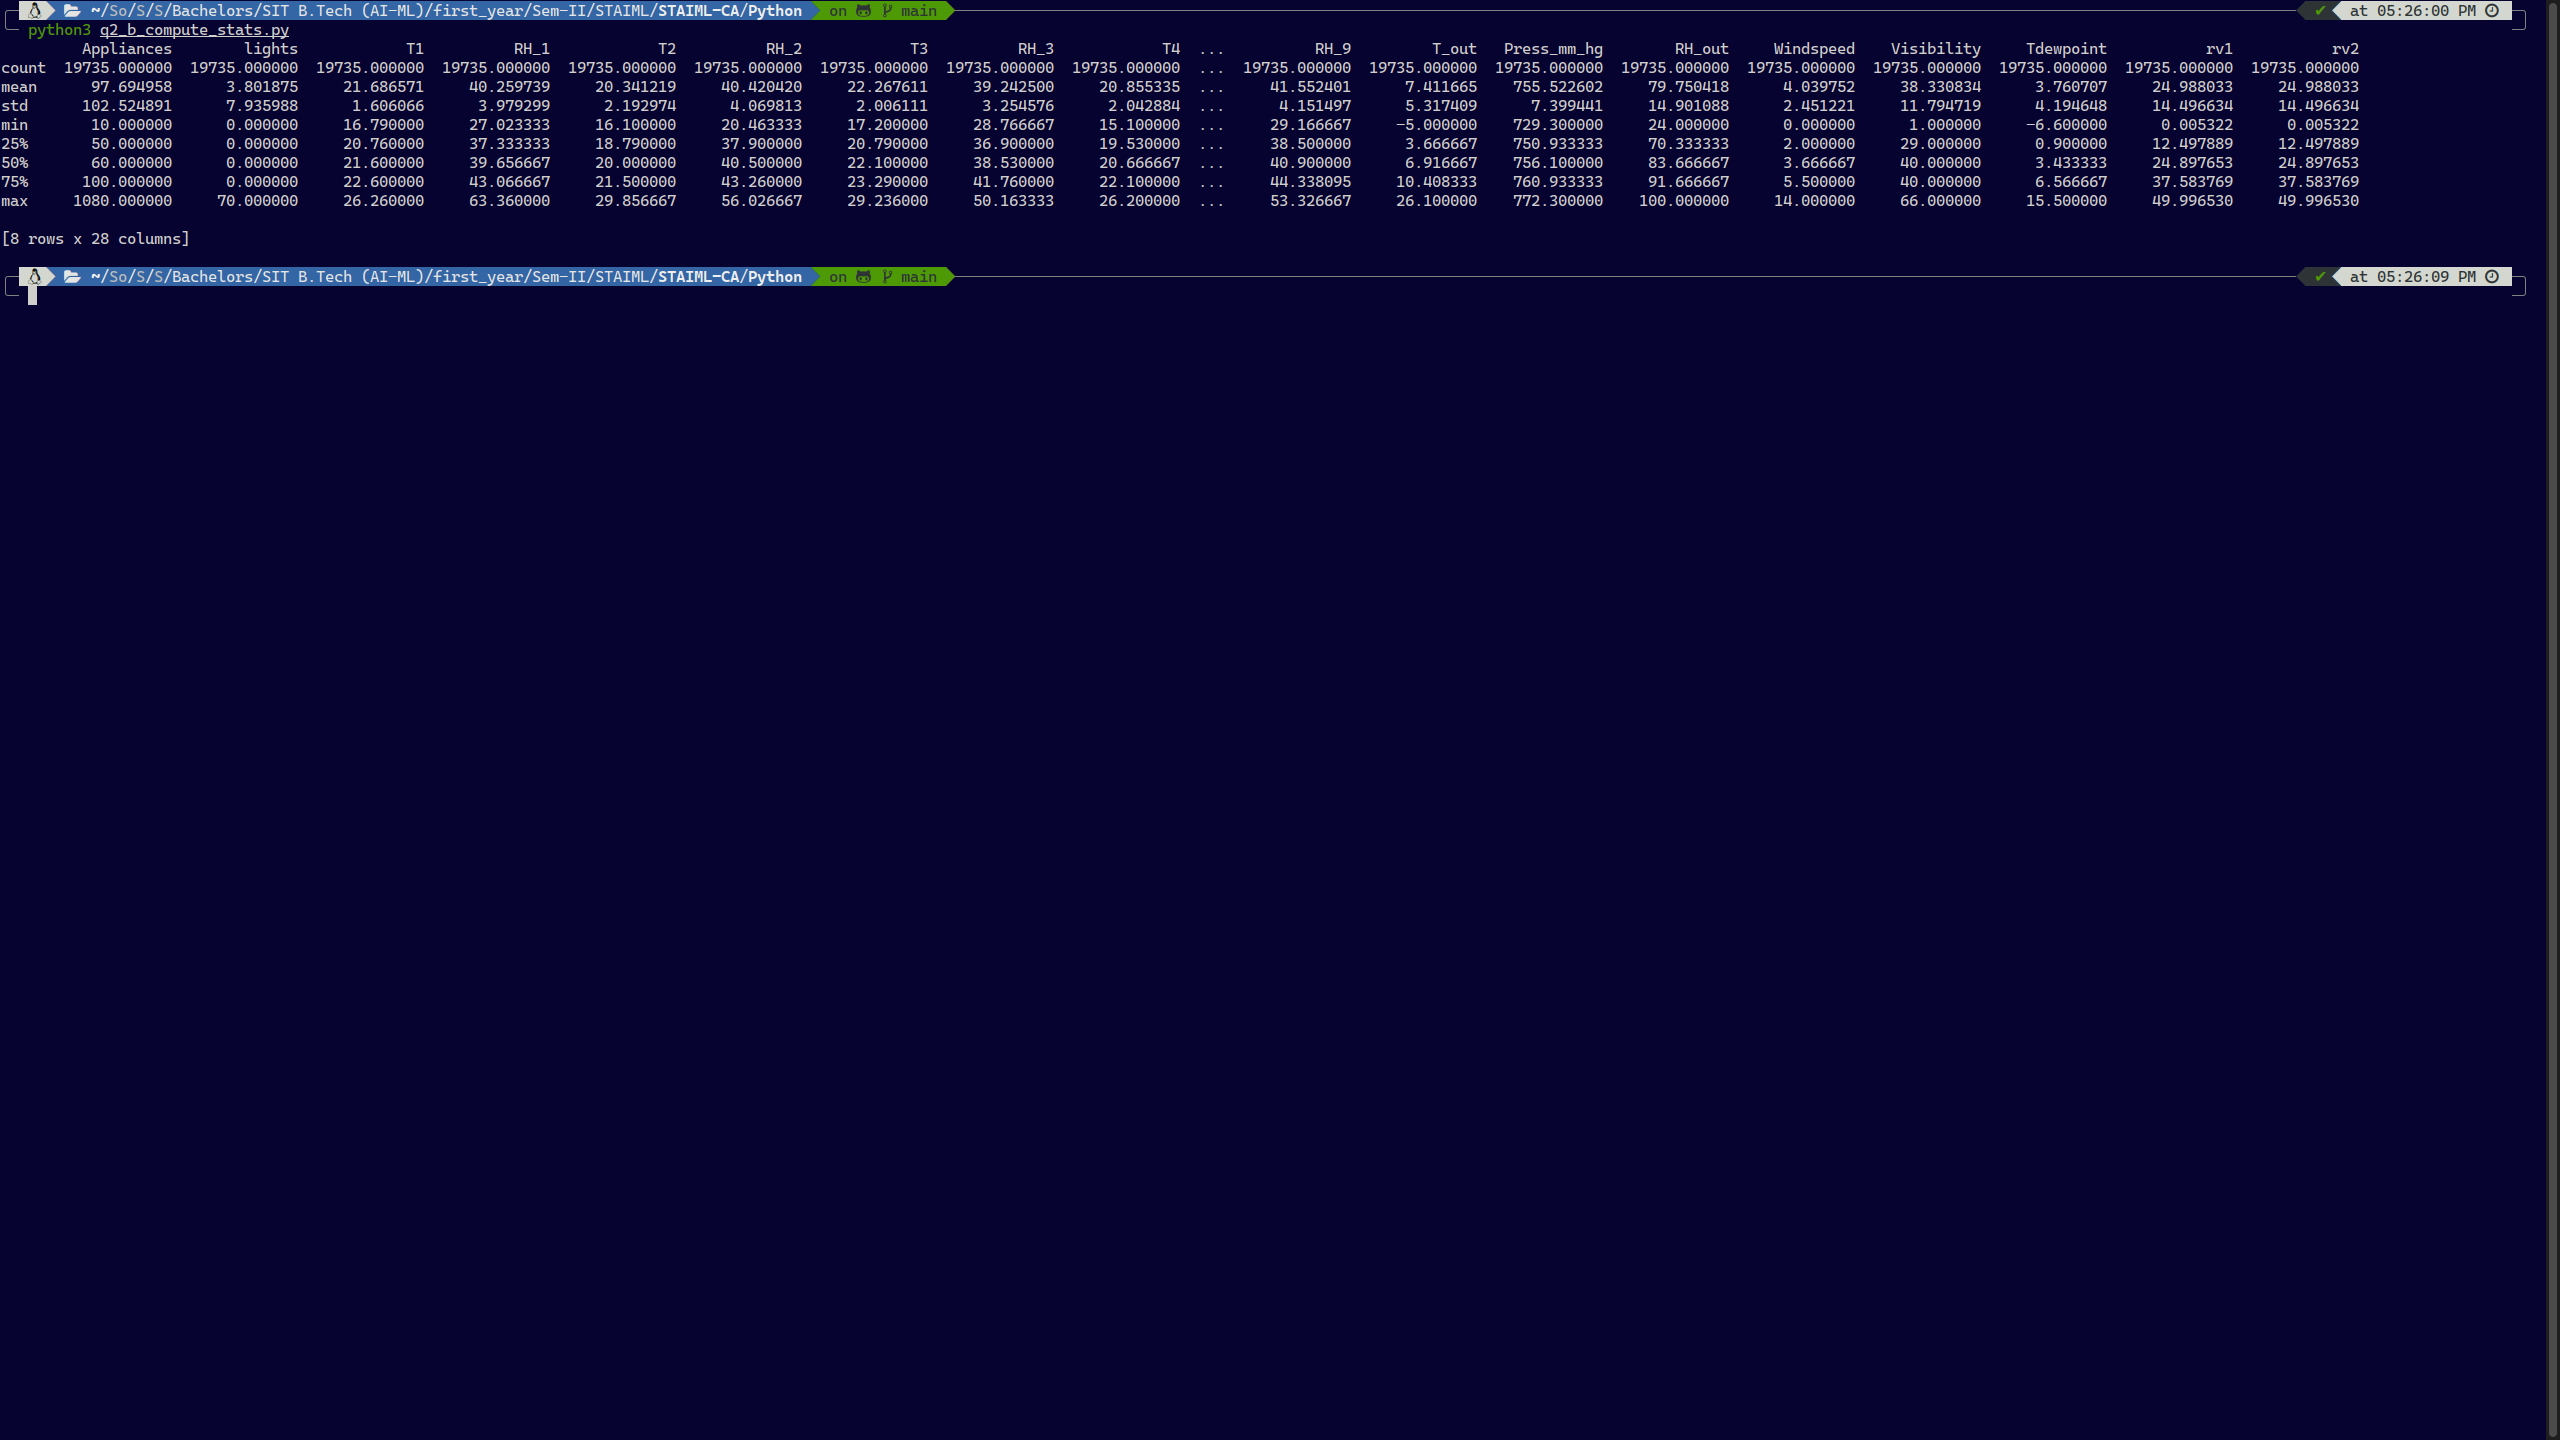 ~/So/S/S/Bachelors/SIT B.Tech (AI-ML)/first_year/Sem-II/STAIML/STAIML-CA/Python on main ✔ at 05:26:00 PM
python3 q2_b_compute_stats.py
Appliances lights T1 RH_1 T2 RH_2 T3 RH_3 T4 ... RH_9 T_out Press_mm_hg RH_out Windspeed Visibility Tdewpoint rv1 rv2
count 19735.000000 19735.000000 19735.000000 19735.000000 19735.000000 19735.000000 19735.000000 19735.000000 19735.000000 ... 19735.000000 19735.000000 19735.000000 19735.000000 19735.000000 19735.000000 19735.000000 19735.000000 19735.000000
mean 97.694958 3.801875 21.686571 40.259739 20.341219 40.420420 22.267611 39.242500 20.855335 ... 41.552401 7.411665 755.522602 79.750418 4.039752 38.330834 3.760707 24.988033 24.988033
std 102.524891 7.935988 1.606066 3.979299 2.192974 4.069813 2.006111 3.254576 2.042884 ... 4.151497 5.317409 7.399441 14.901088 2.451221 11.794719 4.194648 14.496634 14.496634
min 10.000000 0.000000 16.790000 27.023333 16.100000 20.463333 17.200000 28.766667 15.100000 ... 29.166667 -5.000000 729.300000 24.000000 0.000000 1.000000 -6.600000 0.005322 0.005322
25% 50.000000 0.000000 20.760000 37.333333 18.790000 37.900000 20.790000 36.900000 19.530000 ... 38.500000 3.666667 750.933333 70.333333 2.000000 29.000000 0.900000 12.497889 12.497889
50% 60.000000 0.000000 21.600000 39.656667 20.000000 40.500000 22.100000 38.530000 20.666667 ... 40.900000 6.916667 756.100000 83.666667 3.666667 40.000000 3.433333 24.897653 24.897653
75% 100.000000 0.000000 22.600000 43.066667 21.500000 43.260000 23.290000 41.760000 22.100000 ... 44.338095 10.408333 760.933333 91.666667 5.500000 40.000000 6.566667 37.583769 37.583769
max 1080.000000 70.000000 26.260000 63.360000 29.856667 56.026667 29.236000 50.163333 26.200000 ... 53.326667 26.100000 772.300000 100.000000 14.000000 66.000000 15.500000 49.996530 49.996530
[8 rows x 28 columns]
~/So/S/S/Bachelors/SIT B.Tech (AI-ML)/first_year/Sem-II/STAIML/STAIML-CA/Python on main ✔ at 05:26:09 PM